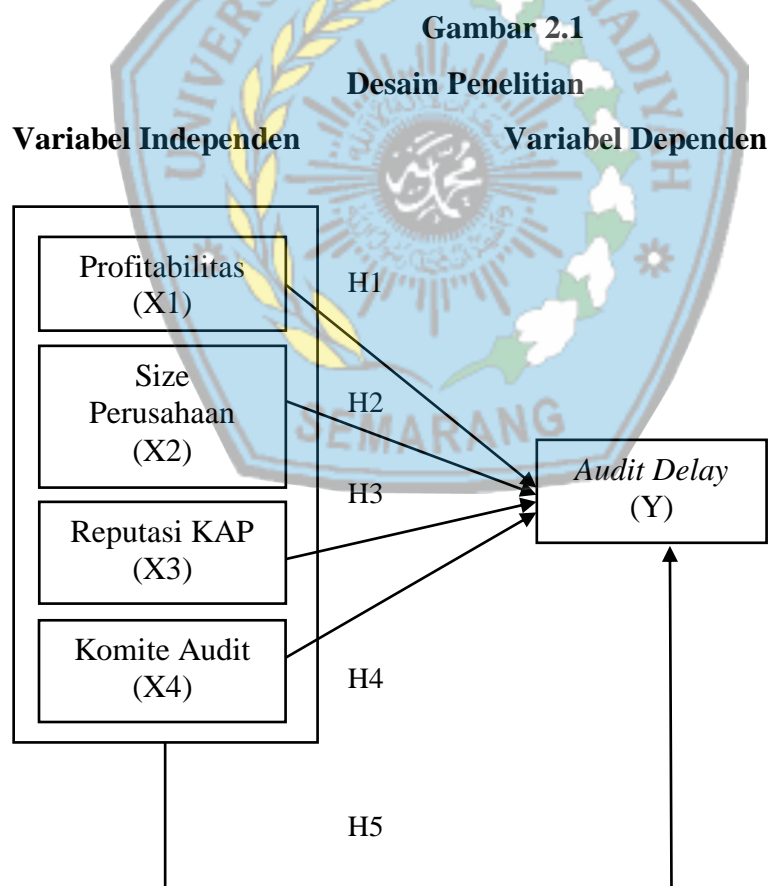 Gambar 2.1
Desain Penelitian
Variabel Independen
Variabel Dependen
Profitabilitas
(X1)
H1
Size
Perusahaan
(X2)
H2
SEMARANG
Audit Delay
(Y)
H3
Reputasi KAP
(X3)
Komite Audit
(X4)
H4
H5